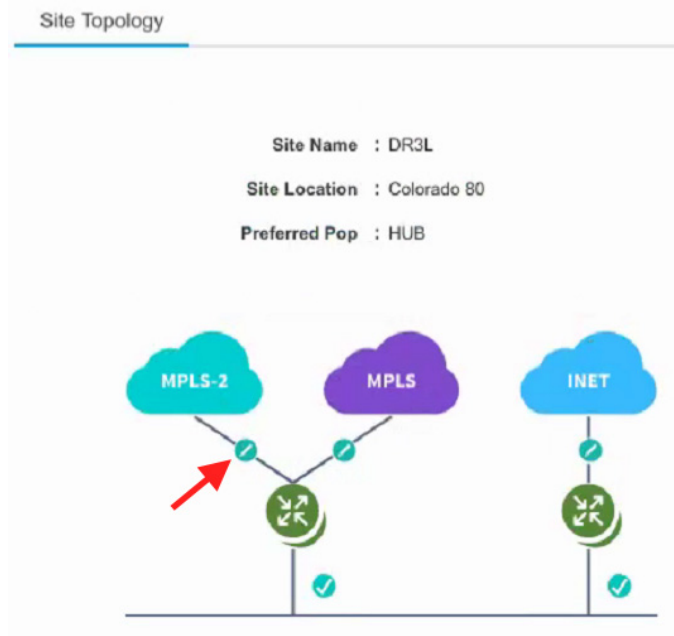 Site Topology
Site Name : DR3L
Site Location : Colorado 80
Preferred Pop : HUB
MPLS-2 MPLS INET